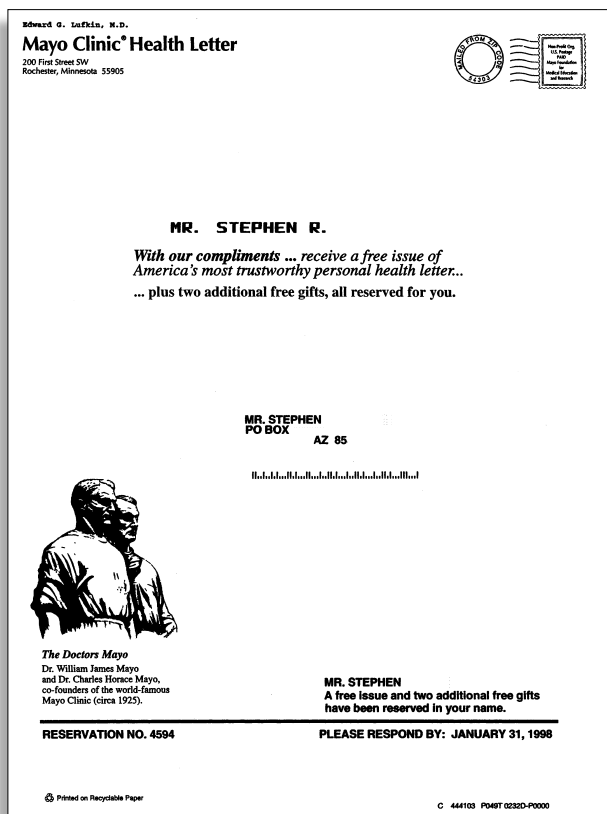 Edward G. Lufkin, M.D.
Mayo Clinic® Health Letter
200 First Street SW
Rochester, Minnesota 55905
MAILED FROM ZIP CODE
Non-Profit Org.
U.S. Postage
PAID
Mayo Foundation
for
Medical Education
and Research
MR. STEPHEN R.
With our compliments ... receive a free issue of
America's most trustworthy personal health letter...
... plus two additional free gifts, all reserved for you.
MR. STEPHEN
PO BOX
AZ 85
The Doctors Mayo
Dr. William James Mayo
and Dr. Charles Horace Mayo,
co-founders of the world-famous
Mayo Clinic (circa 1925).
MR. STEPHEN
A free issue and two additional free gifts
have been reserved in your name.
RESERVATION NO. 4594
PLEASE RESPOND BY: JANUARY 31, 1998
Printed on Recyclable Paper
C 444103 P049T 0232D-P0000